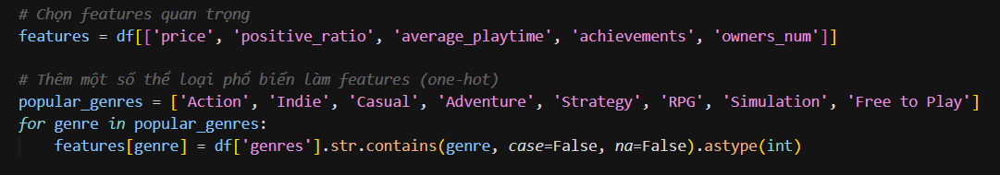 # Chọn features quan trọng
features = df[['price', 'positive_ratio', 'average_playtime', 'achievements', 'owners_num']]
# Thêm một số thể loại phổ biến làm features (one-hot)
popular_genres = ['Action', 'Indie', 'Casual', 'Adventure', 'Strategy', 'RPG', 'Simulation', 'Free to Play']
for genre in popular_genres:
    features[genre] = df['genres'].str.contains(genre, case=False, na=False).astype(int)